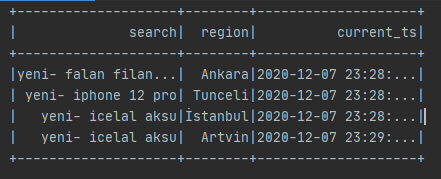 +--------------------+--------+--------------------+
|              search|  region|          current_ts|
+--------------------+--------+--------------------+
|yeni- falan filan...|  Ankara|2020-12-07 23:28:...|
| yeni- iphone 12 pro| Tunceli|2020-12-07 23:28:...|
|   yeni- icelal aksu|İstanbul|2020-12-07 23:28:...|
|   yeni- icelal aksu|  Artvin|2020-12-07 23:29:...|
+--------------------+--------+--------------------+